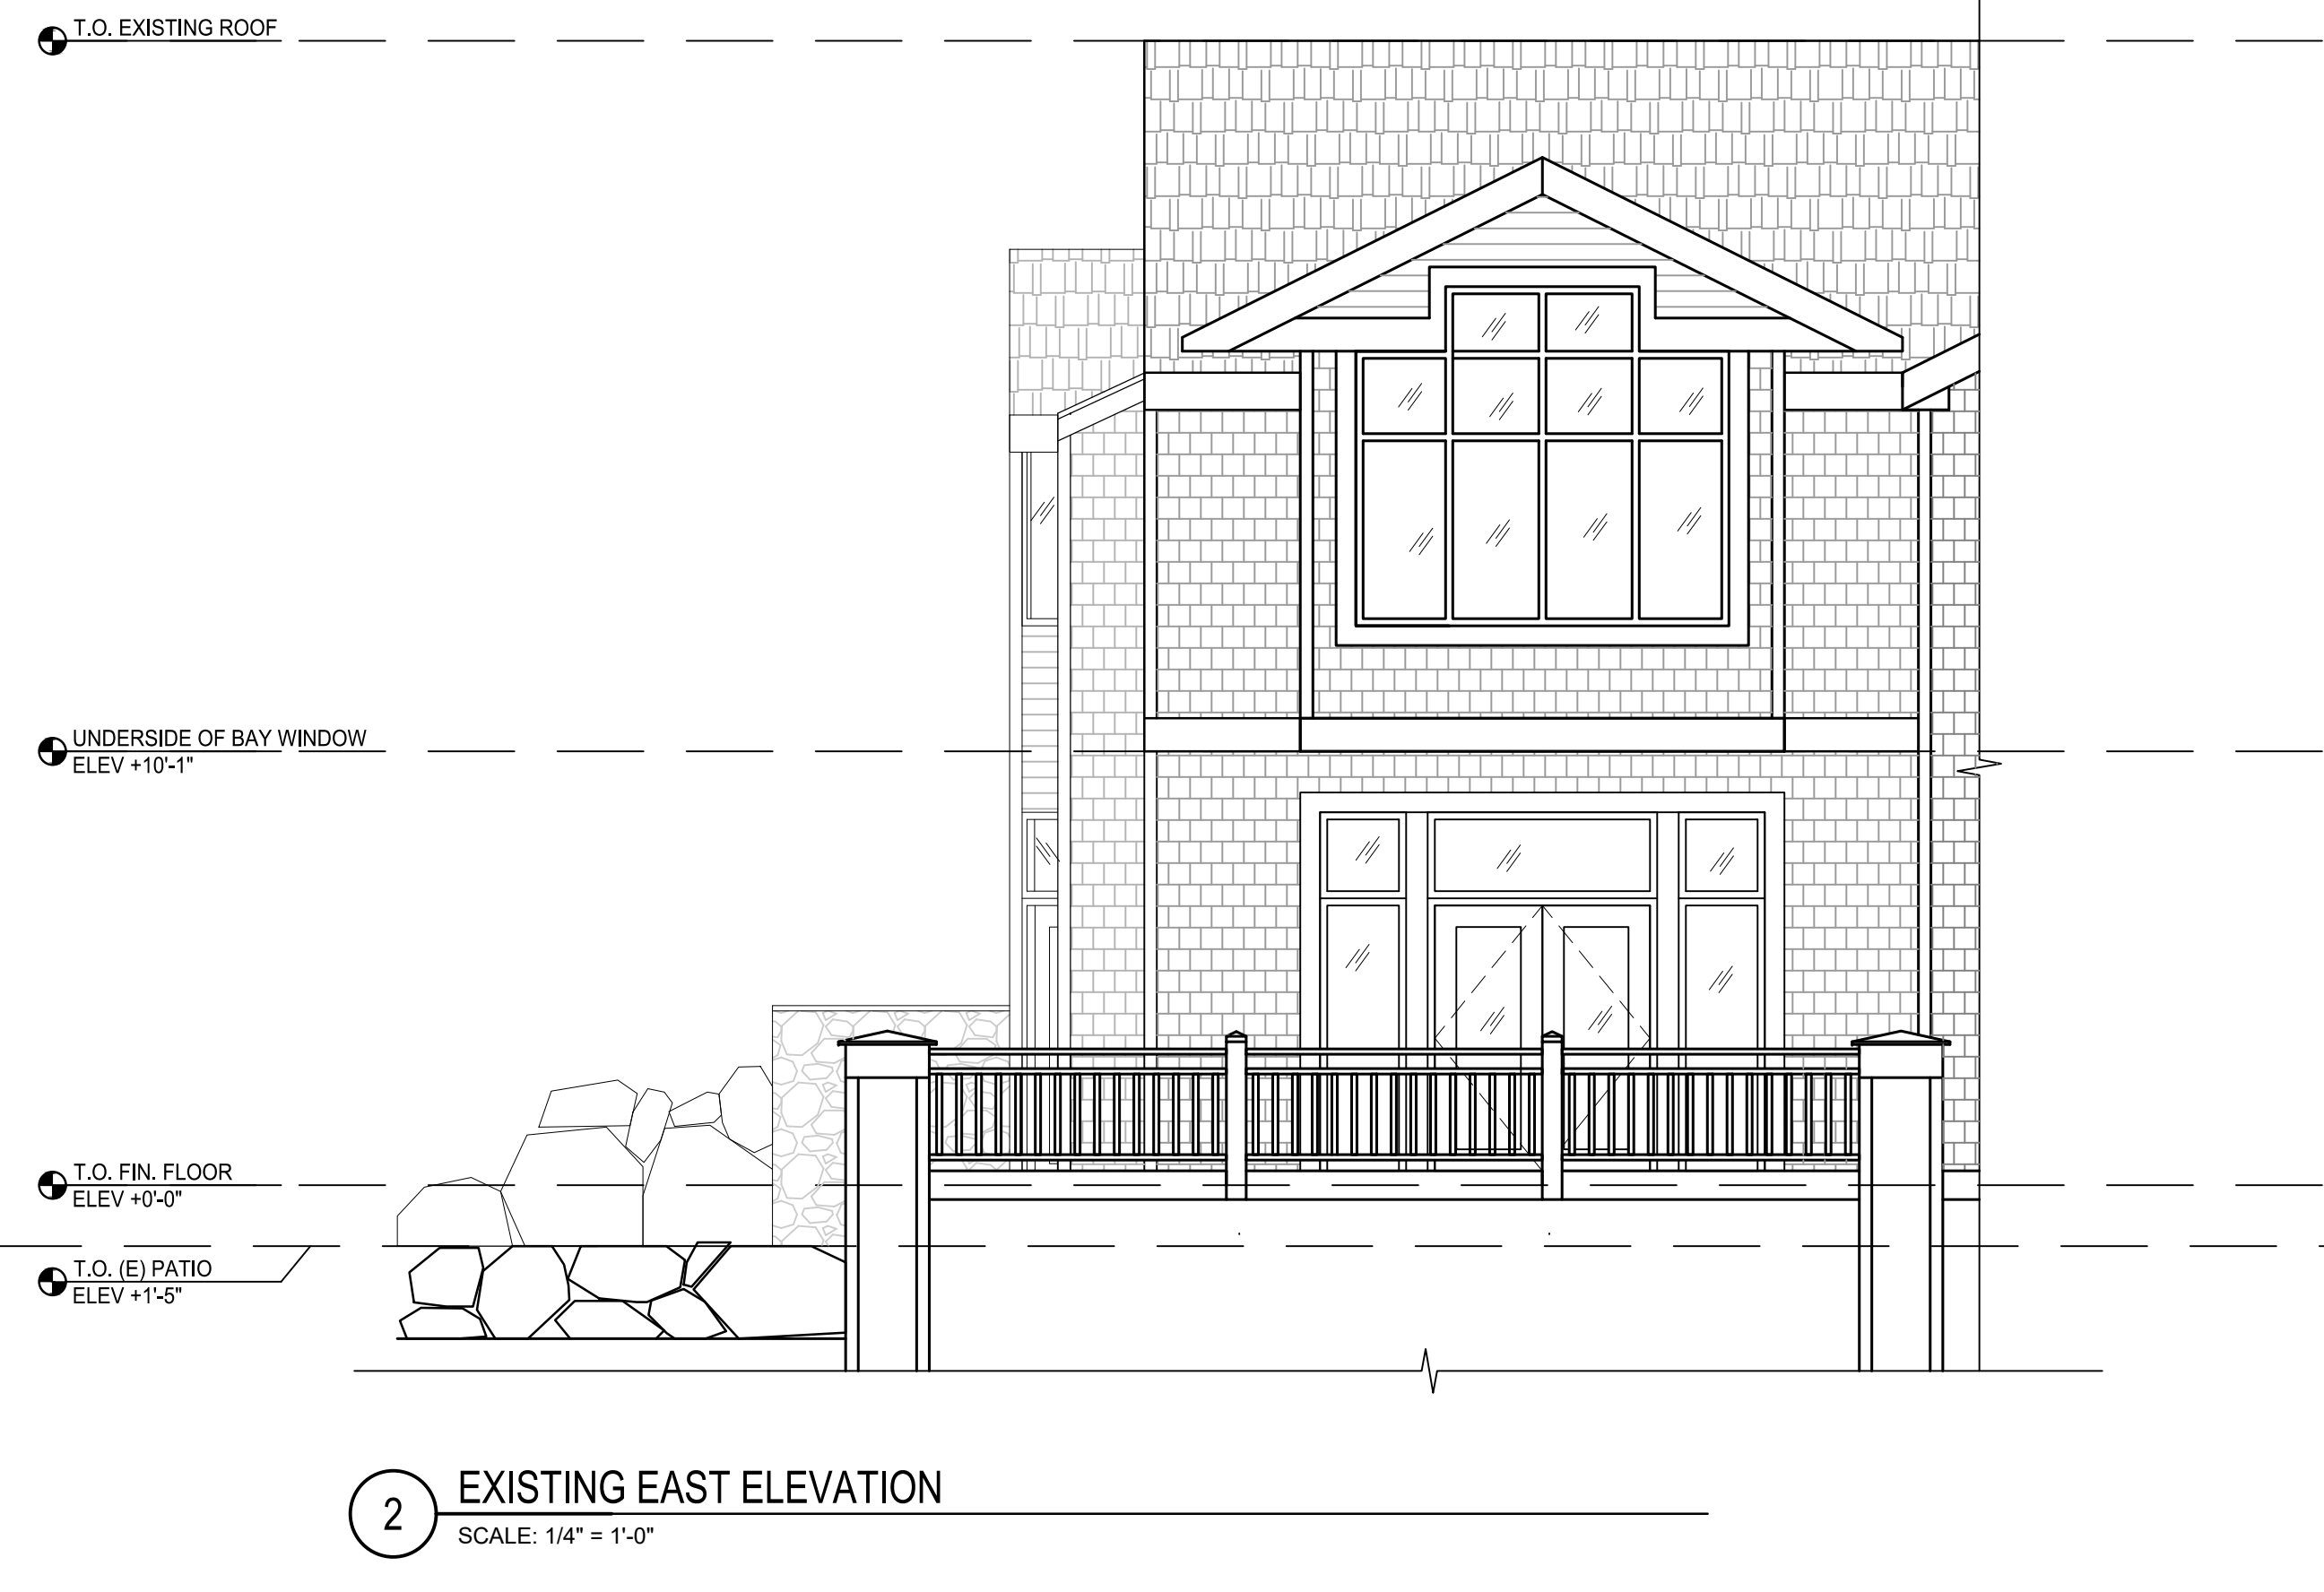 T.O. EXISTING ROOF
UNDERSIDE OF BAY WINDOW
ELEV +10'-1"
T.O. FIN. FLOOR
ELEV +0'-0"
T.O. (E) PATIO
ELEV +1'-5"
2
EXISTING EAST ELEVATION
SCALE: 1/4" = 1'-0"